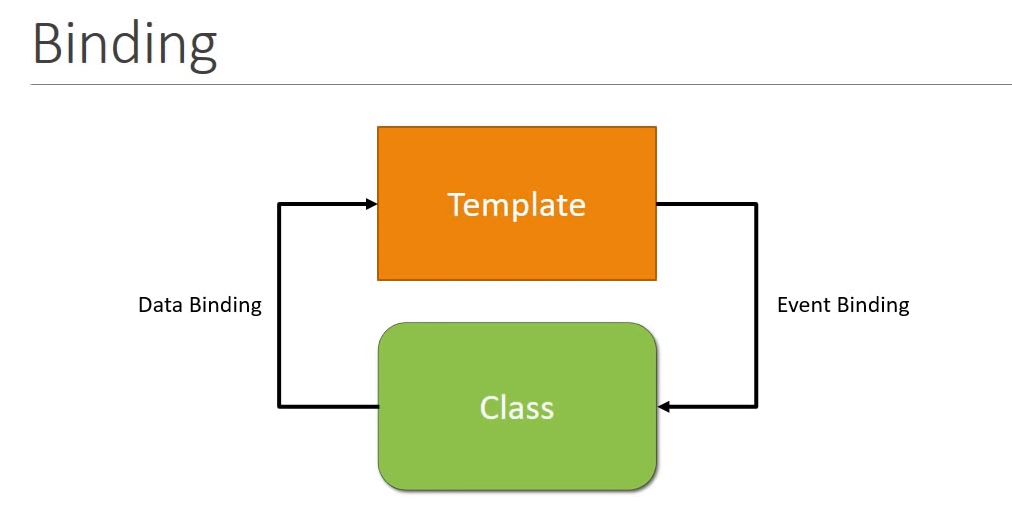 Binding
Template
Data Binding
Event Binding
Class